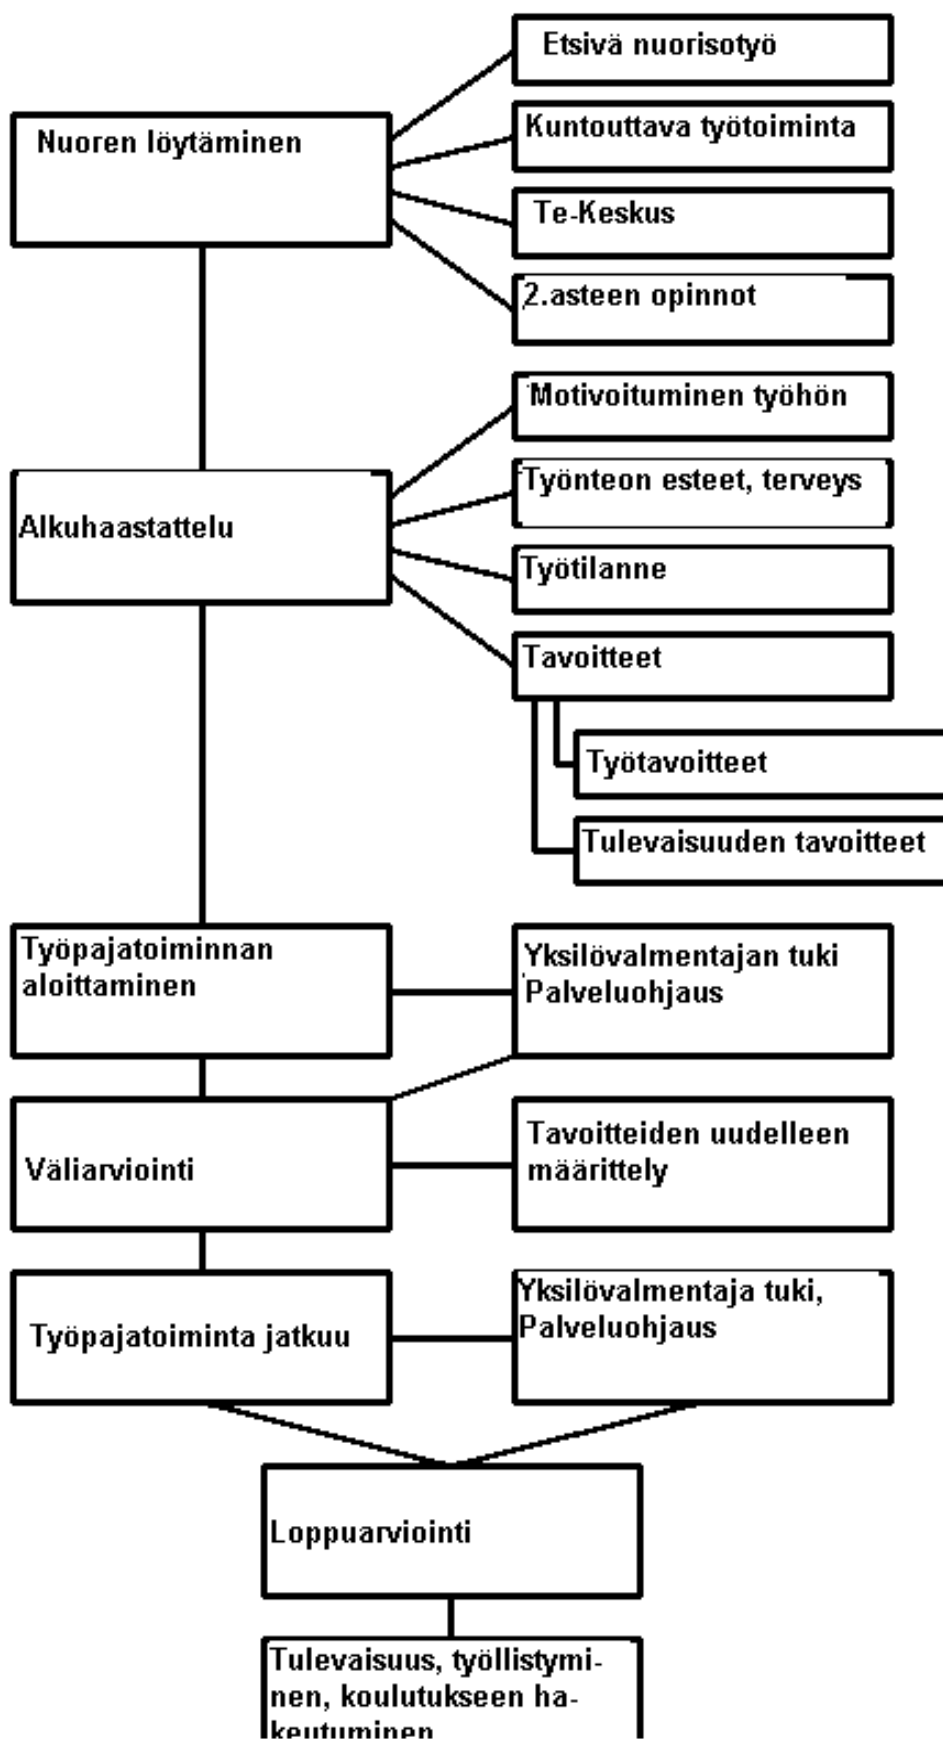 Etsivä nuorisotyö
Nuoren löytäminen
Kuntouttava työtoiminta
Te-Keskus
2.asteen opinnot
Motivoituminen työhön
Alkuhaastattelu
Työnteon esteet, terveys
Työtilanne
Tavoitteet
Työtavoitteet
Tulevaisuuden tavoitteet
Työpajatoiminnan
aloittaminen
Yksilövalmentajan tuki
Palveluohjaus
Väliarviointi
Tavoitteiden uudelleen
määrittely
Työpajatoiminta jatkuu
Yksilövalmentaja tuki,
Palveluohjaus
Loppuarviointi
Tulevaisuus, työllistymi-
nen, koulutukseen ha-
keutuminen